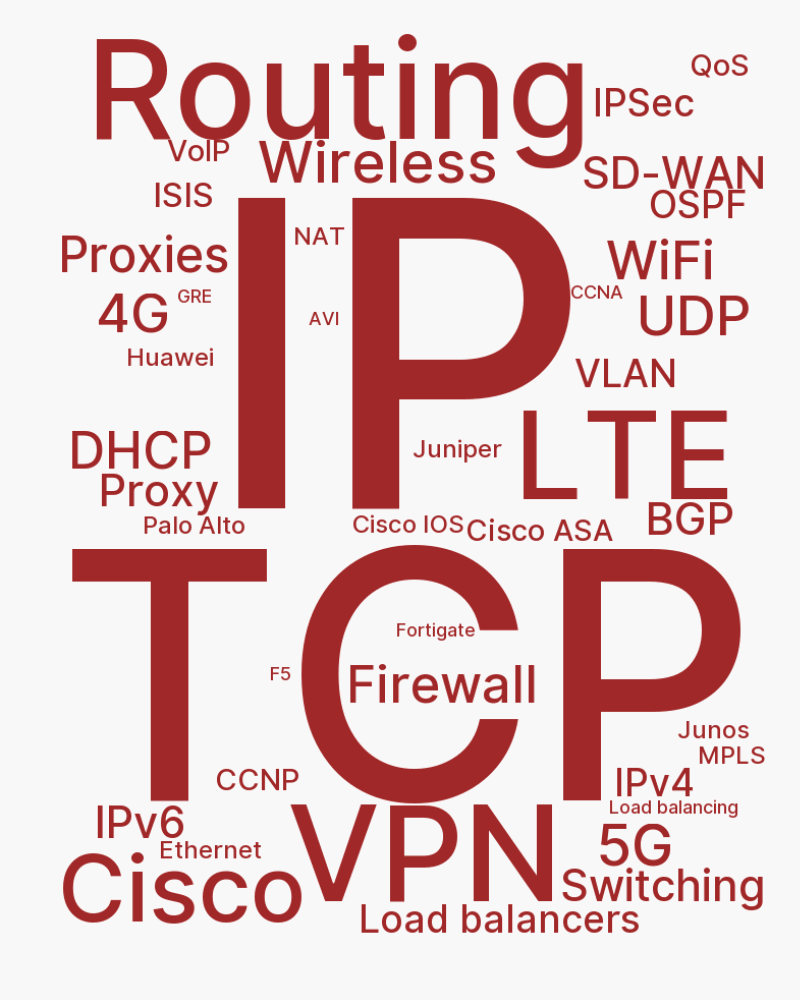 Routing
QoS
IPSec
VoIP
Wireless
SD-WAN
ISIS
OSPF
IP
NAT
Proxies
WiFi
GRE
CCNA
4G
AVI
UDP
Huawei
VLAN
LTE
DHCP
Juniper
Proxy
BGP
Palo Alto
Cisco IOS
Cisco ASA
TCP
Fortigate
F5
Firewall
Junos
MPLS
CCNP
IPv4
Load balancing
IPv6
VPN
5G
Ethernet
Cisco
Switching
Load balancers